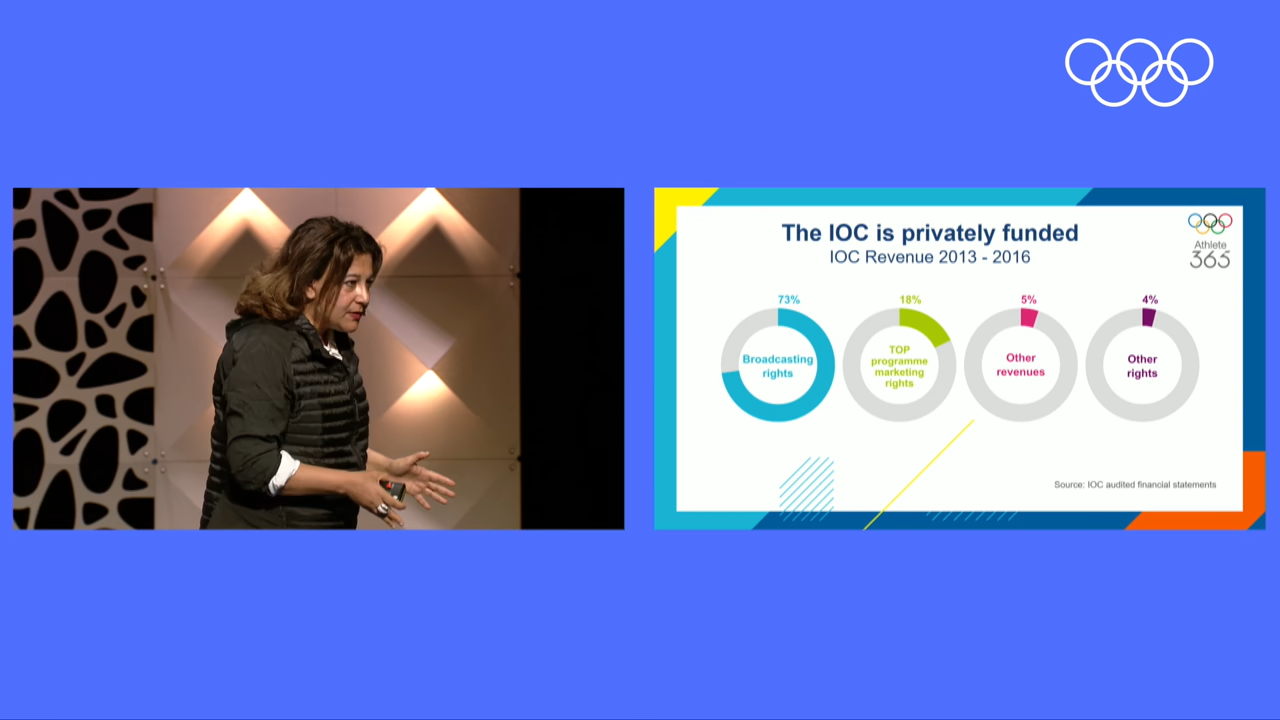 The IOC is privately funded
IOC Revenue 2013 - 2016
Athlete
365
73%
Broadcasting
rights
18%
TOP
programme
marketing
rights
5%
Other
revenues
4%
Other
rights
Source: IOC audited financial statements